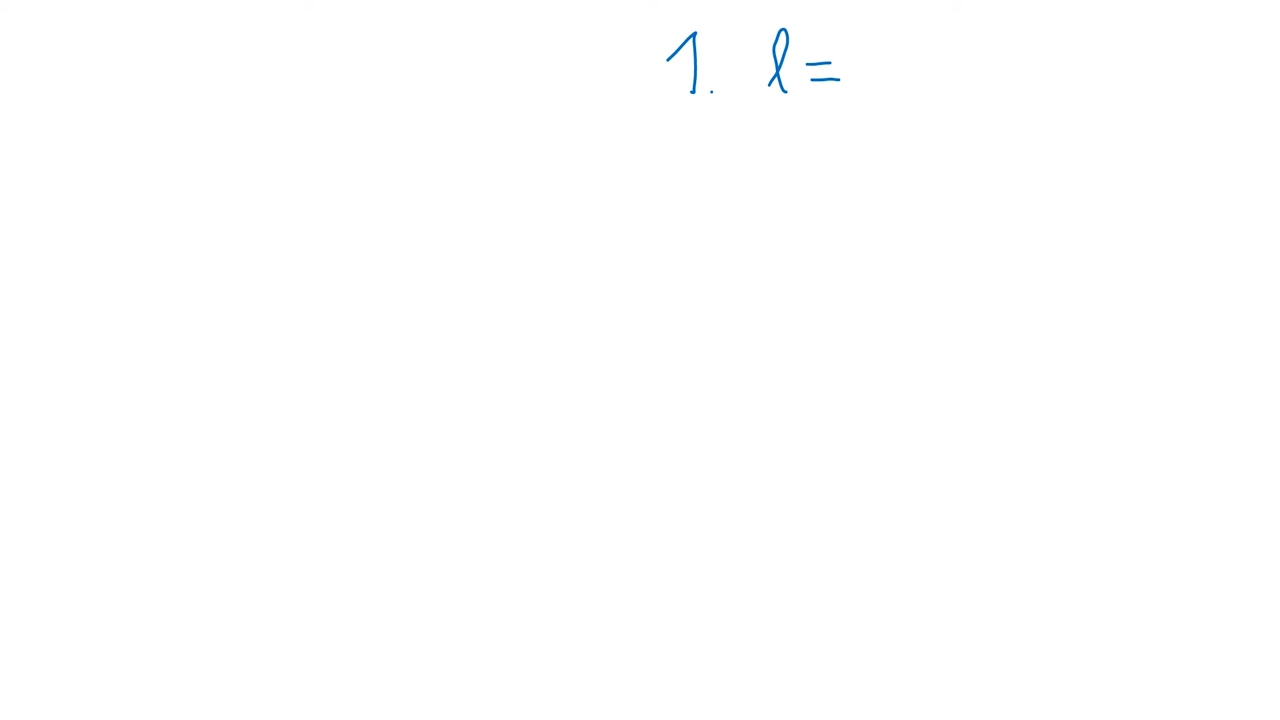 1. l =